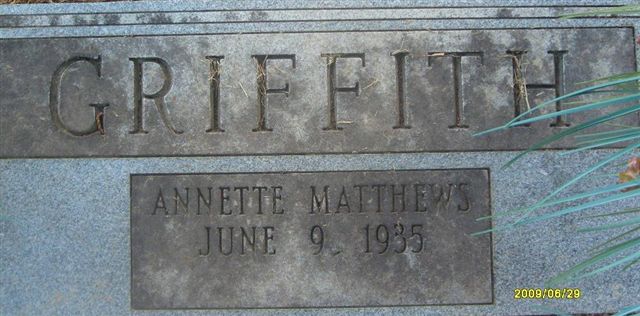 GRIFFITH
ANNETTE MATTHEWS
JUNE 9, 1935
2009/06/29